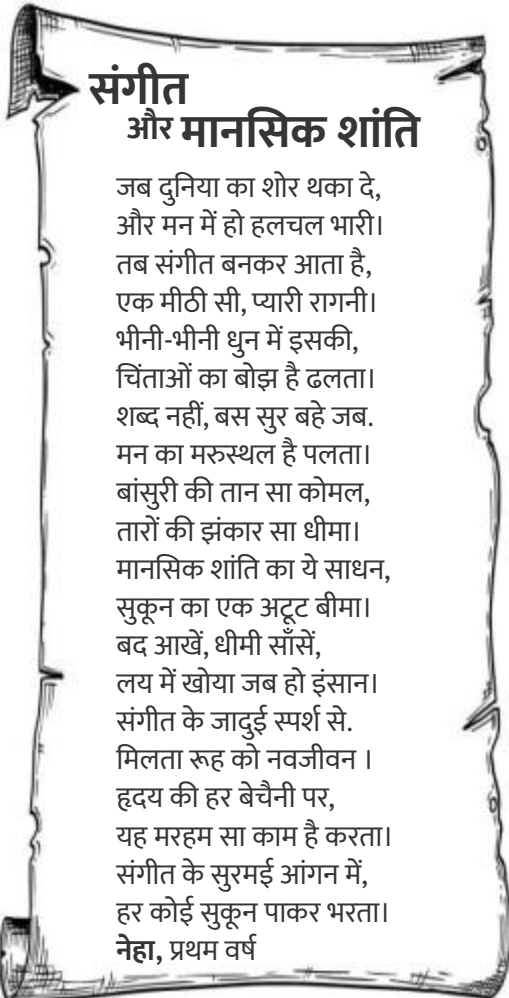 संगीत
और मानसिक शांति
जब दुनिया का शोर थका दे,
और मन में हो हलचल भारी।
तब संगीत बनकर आता है,
एक मीठी सी, प्यारी रागनी।
भीनी-भीनी धुन में इसकी,
चिंताओं का बोझ है ढलता।
शब्द नहीं, बस सुर बहे जब.
मन का मरुस्थल है पलता।
बांसुरी की तान सा कोमल,
तारों की झंकार सा धीमा।
मानसिक शांति का ये साधन,
सुकून का एक अटूट बीमा।
बद आखें, धीमी साँसें,
लय में खोया जब हो इंसान।
संगीत के जादुई स्पर्श से.
मिलता रूह को नवजीवन ।
हृदय की हर बेचैनी पर,
यह मरहम सा काम है करता।
संगीत के सुरमई आंगन में,
हर कोई सुकून पाकर भरता।
नेहा, प्रथम वर्ष